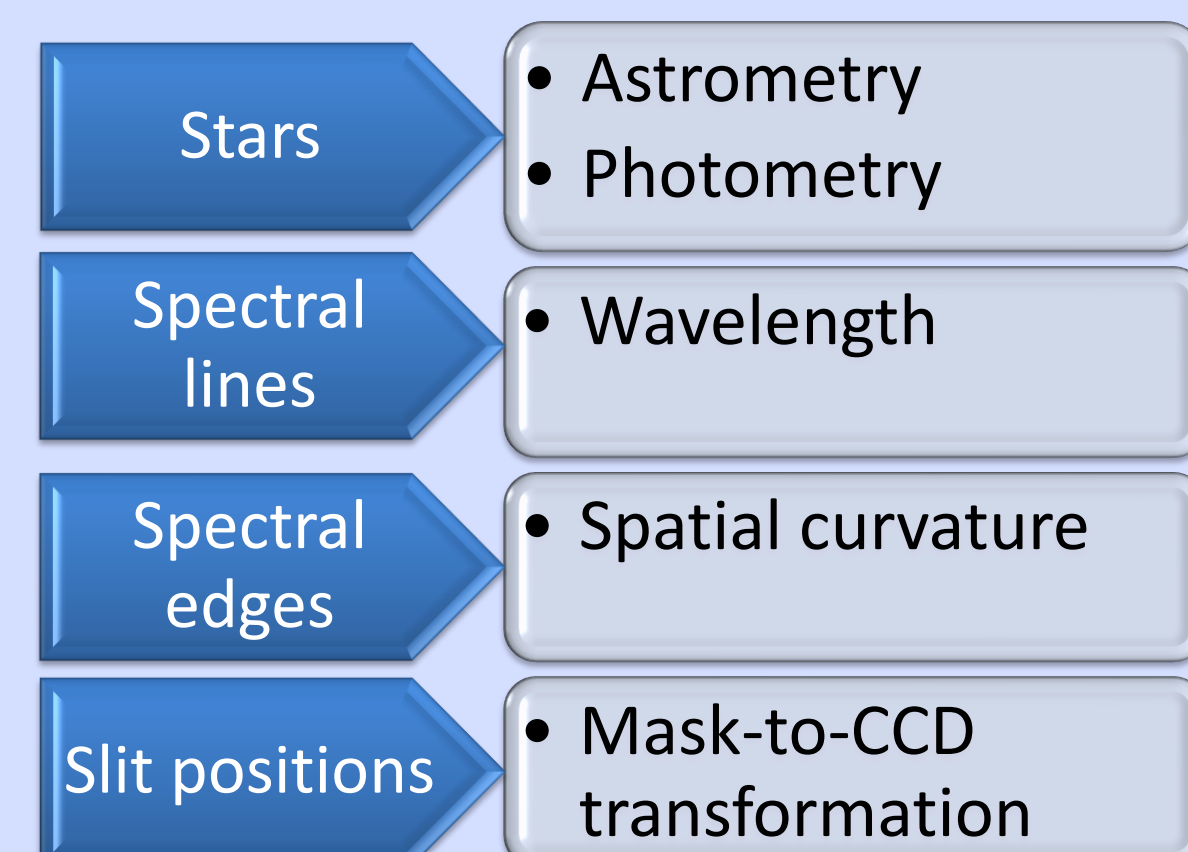 Stars
• Astrometry
• Photometry
Spectral
lines
• Wavelength
Spectral
edges
• Spatial curvature
Slit positions
• Mask-to-CCD
transformation